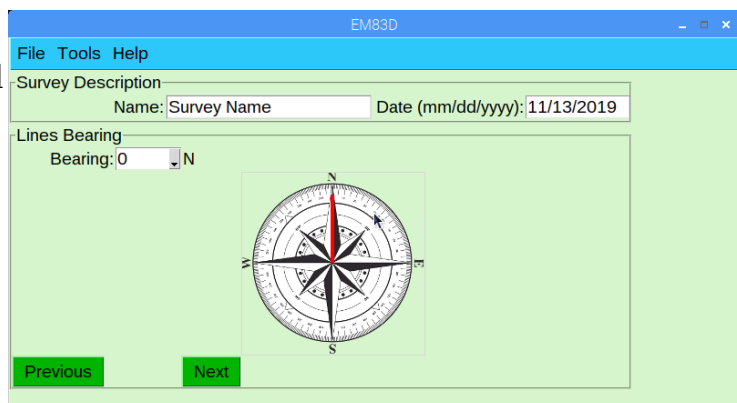 EM83D
File Tools Help
Survey Description
Name: Survey Name Date (mm/dd/yyyy): 11/13/2019
Lines Bearing
Bearing: 0 N
N
W E
S
Previous Next